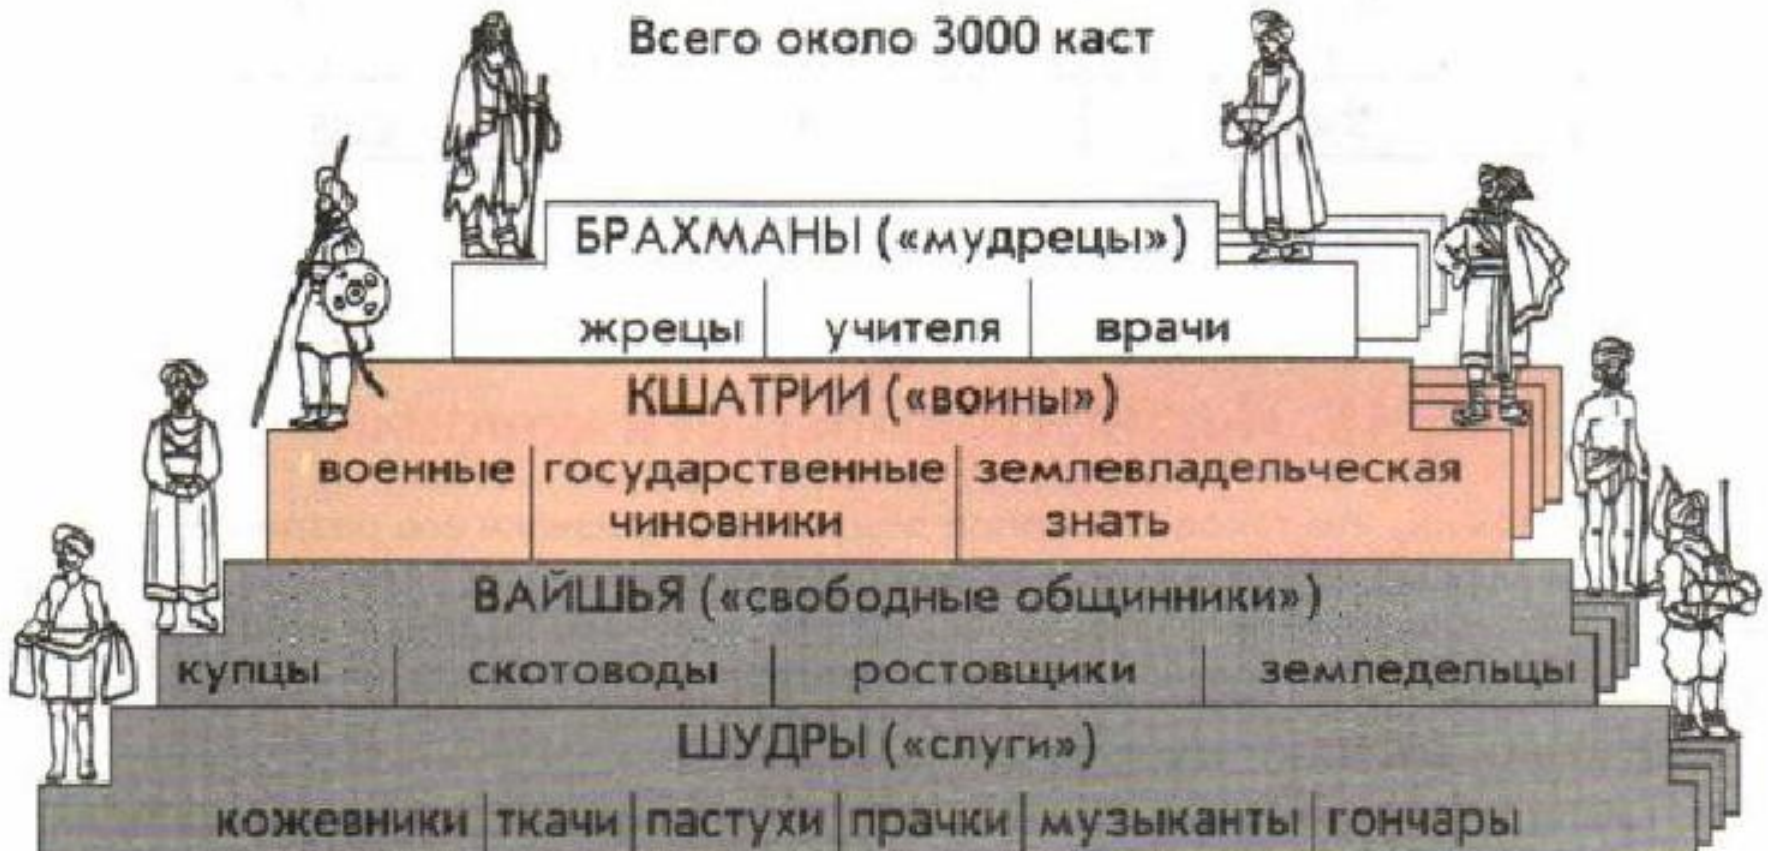 Всего около 3000 каст
БРАХМАНЫ («мудрецы»)
жрецы учителя врачи
КШАТРИИ («воины»)
военные государственные землевладельческая
чиновники знать
ВАЙШЬЯ («свободные общинники»)
купцы скотоводы ростовщики земледельцы
ШУДРЫ («слуги»)
кожевники ткачи пастухи прачки музыканты гончары